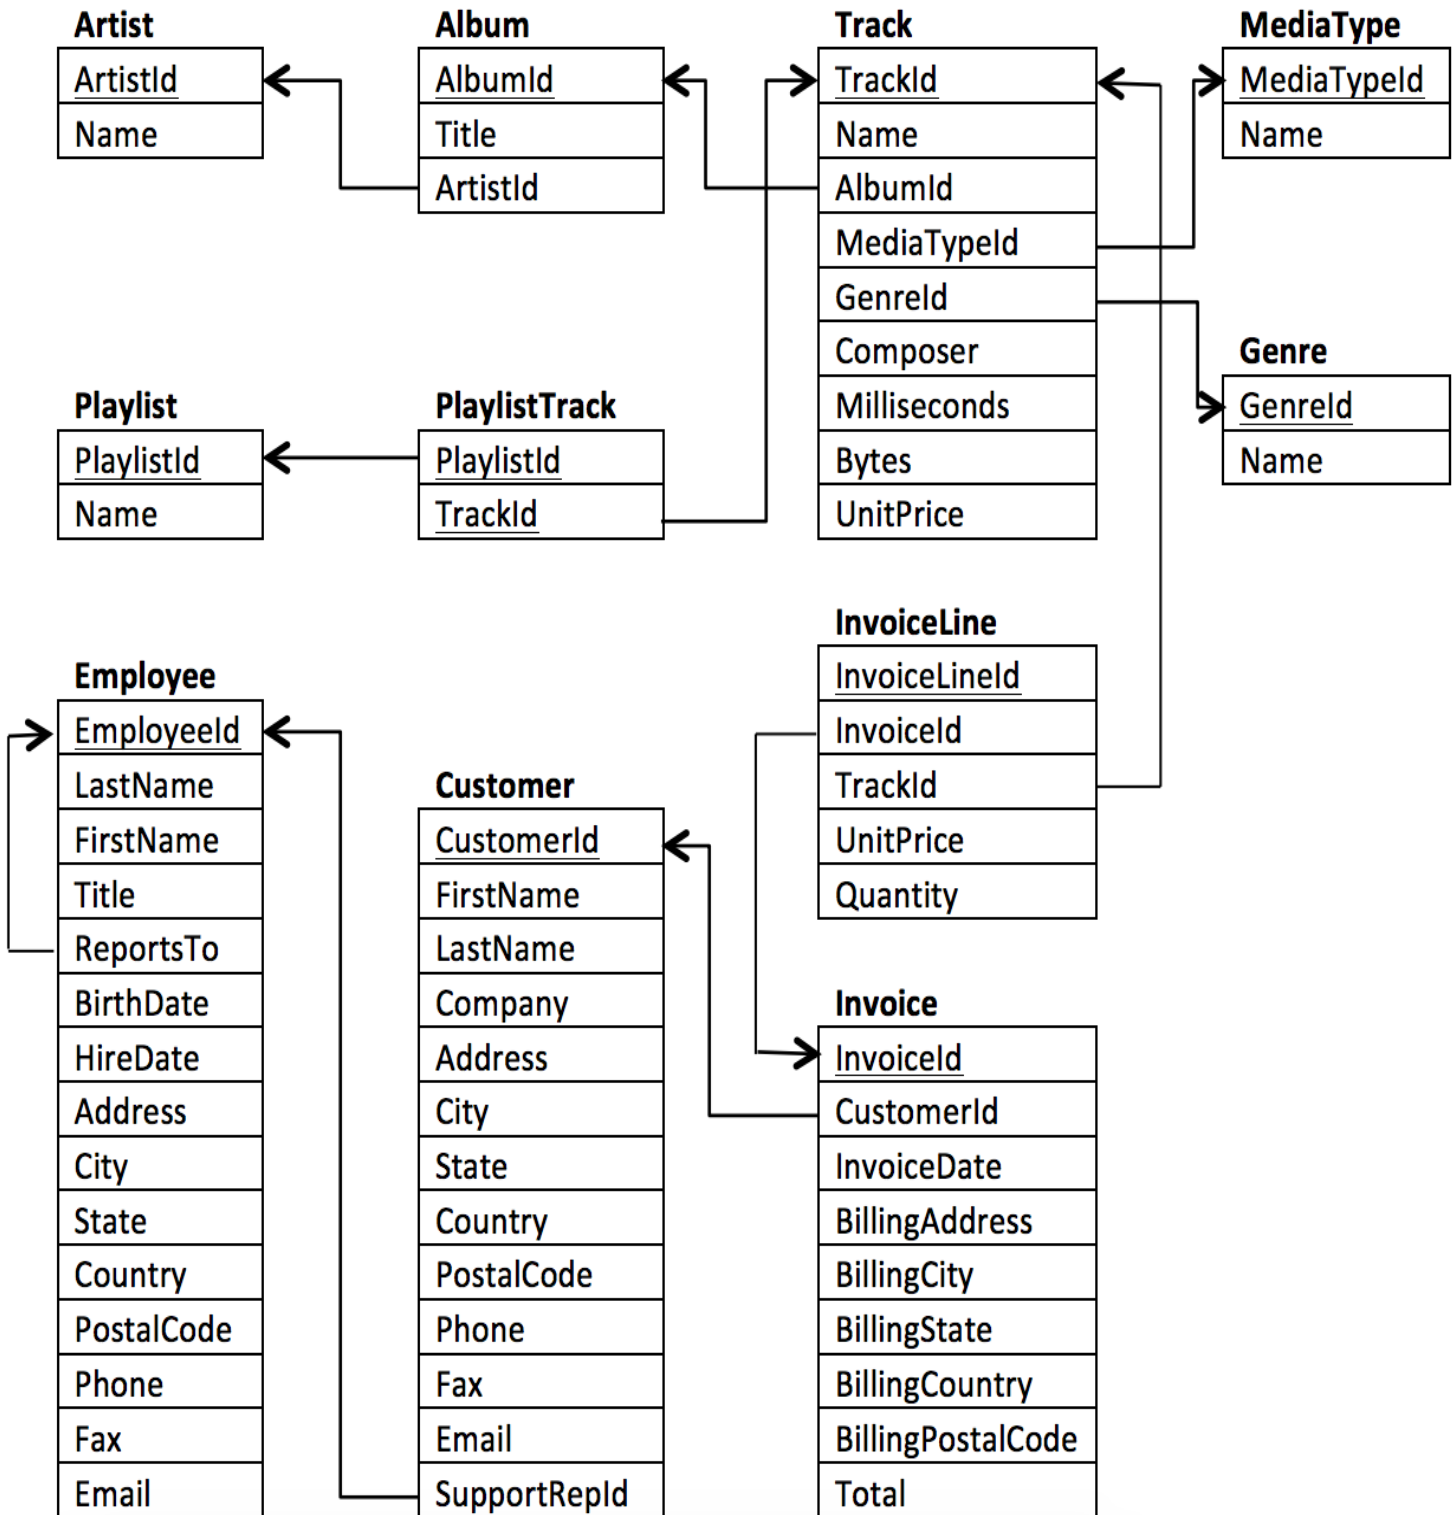 Artist
ArtistId
Name
Album
AlbumId
Title
ArtistId
Track
TrackId
Name
AlbumId
MediaTypeId
GenreId
Composer
Milliseconds
Bytes
UnitPrice
MediaType
MediaTypeId
Name
Genre
GenreId
Name
Playlist
PlaylistId
Name
PlaylistTrack
PlaylistId
TrackId
Employee
EmployeeId
LastName
FirstName
Title
ReportsTo
BirthDate
HireDate
Address
City
State
Country
PostalCode
Phone
Fax
Email
Customer
CustomerId
FirstName
LastName
Company
Address
City
State
Country
PostalCode
Phone
Fax
Email
SupportRepId
InvoiceLine
InvoiceLineId
InvoiceId
TrackId
UnitPrice
Quantity
Invoice
InvoiceId
CustomerId
InvoiceDate
BillingAddress
BillingCity
BillingState
BillingCountry
BillingPostalCode
Total